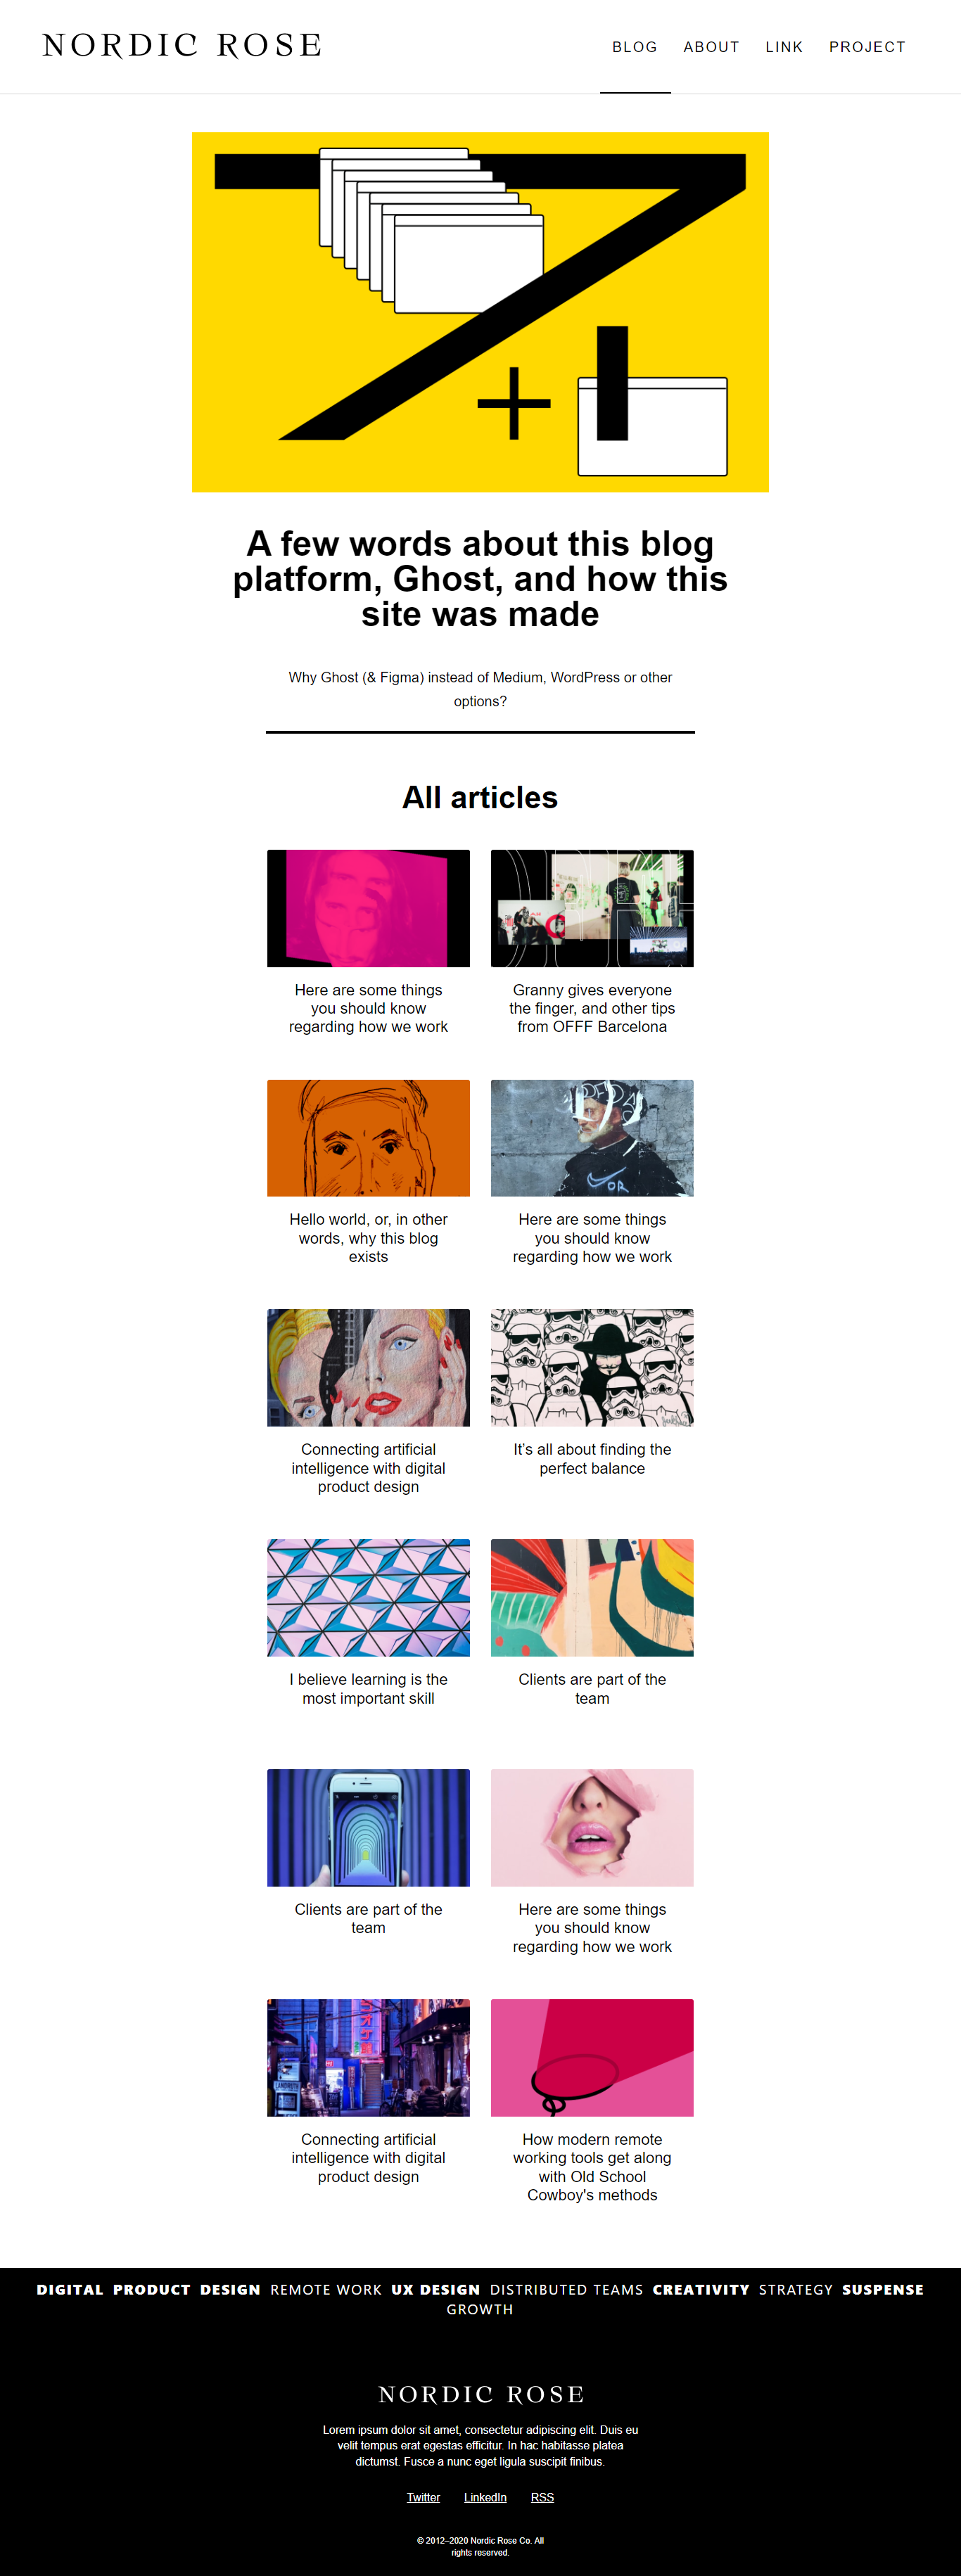 NORDIC ROSE
BLOG ABOUT LINK PROJECT
A few words about this blog
platform, Ghost, and how this
site was made
Why Ghost (& Figma) instead of Medium, WordPress or other
options?
All articles
Here are some things
you should know
regarding how we work
Granny gives everyone
the finger, and other tips
from OFFF Barcelona
Hello world, or, in other
words, why this blog
exists
Here are some things
you should know
regarding how we work
Connecting artificial
intelligence with digital
product design
It’s all about finding the
perfect balance
I believe learning is the
most important skill
Clients are part of the
team
Clients are part of the
team
Here are some things
you should know
regarding how we work
Connecting artificial
intelligence with digital
product design
How modern remote
working tools get along
with Old School
Cowboy's methods
DIGITAL PRODUCT DESIGN REMOTE WORK UX DESIGN DISTRIBUTED TEAMS CREATIVITY STRATEGY SUSPENSE
GROWTH
NORDIC ROSE
Lorem ipsum dolor sit amet, consectetur adipiscing elit. Duis eu
velit tempus erat egestas efficitur. In hac habitasse platea
dictumst. Fusce a nunc eget ligula suscipit finibus.
Twitter LinkedIn RSS
© 2012–2020 Nordic Rose Co. All
rights reserved.